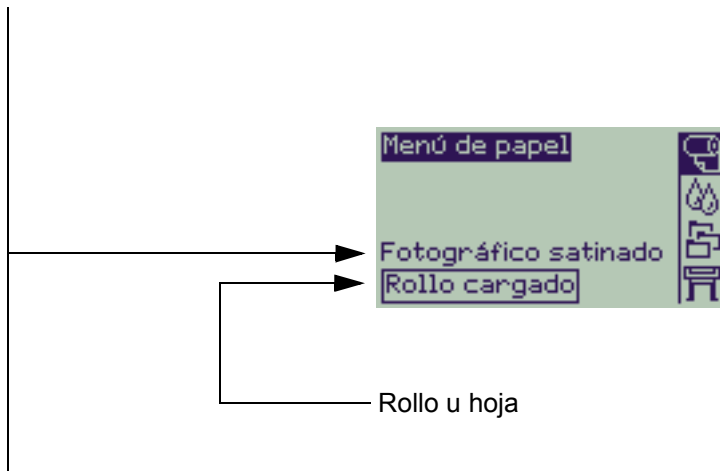 Menú de papel
Fotográfico satinado
Rollo cargado
Rollo u hoja